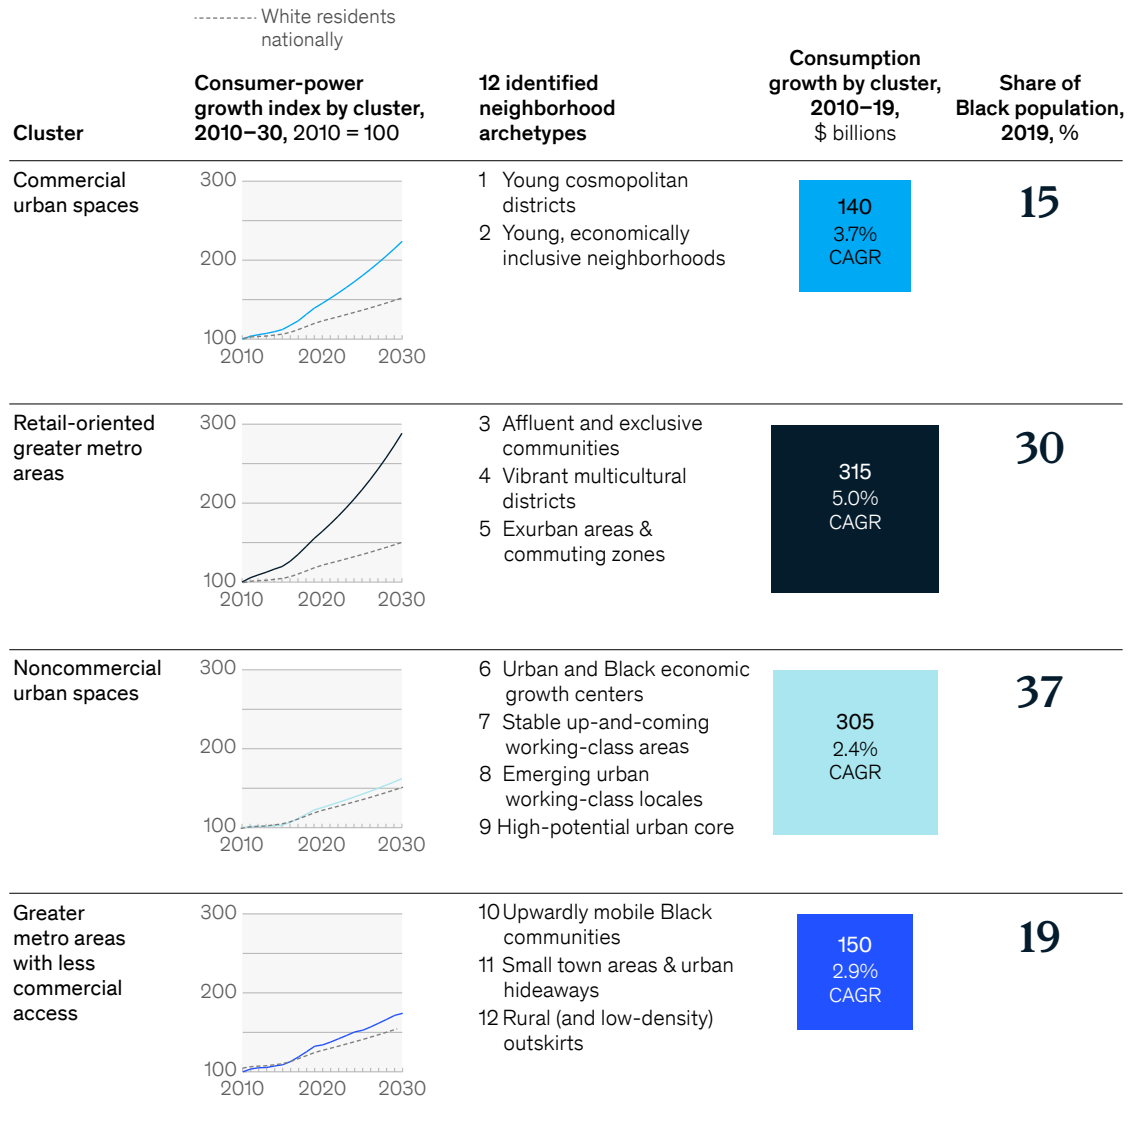 White residents
nationally
Cluster
Consumer-power
growth index by cluster,
2010–30, 2010 = 100
12 identified
neighborhood
archetypes
Consumption
growth by cluster,
2010–19,
$ billions
Share of
Black population,
2019, %
Commercial
urban spaces
300
200
100
2010 2020 2030
1 Young cosmopolitan
districts
2 Young, economically
inclusive neighborhoods
140
3.7%
CAGR
15
Retail-oriented
greater metro
areas
300
200
100
2010 2020 2030
3 Affluent and exclusive
communities
4 Vibrant multicultural
districts
5 Exurban areas &
commuting zones
315
5.0%
CAGR
30
Noncommercial
urban spaces
300
200
100
2010 2020 2030
6 Urban and Black economic
growth centers
7 Stable up-and-coming
working-class areas
8 Emerging urban
working-class locales
9 High-potential urban core
305
2.4%
CAGR
37
Greater
metro areas
with less
commercial
access
300
200
100
2010 2020 2030
10 Upwardly mobile Black
communities
11 Small town areas & urban
hideaways
12 Rural (and low-density)
outskirts
150
2.9%
CAGR
19